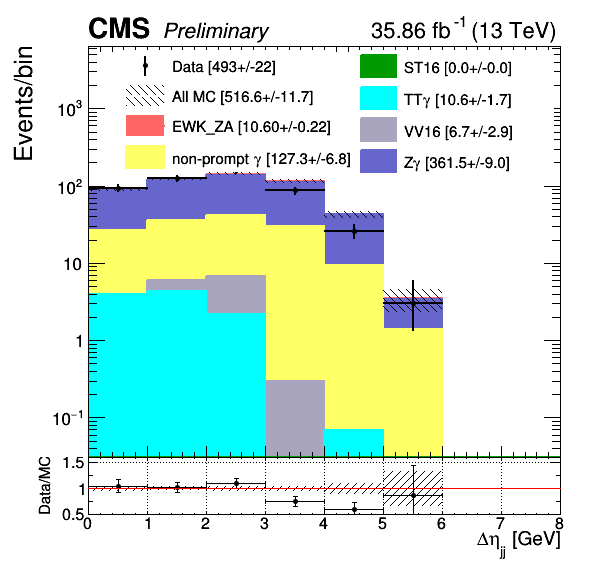 CMS Preliminary 35.86 fb⁻¹ (13 TeV)
Events/bin
Data [493+/-22]
All MC [516.6+/-11.7]
EWK_ZA [10.60+/-0.22]
non-prompt γ [127.3+/-6.8]
ST16 [0.0+/-0.0]
TTγ [10.6+/-1.7]
VV16 [6.7+/-2.9]
Zγ [361.5+/-9.0]
10³
10²
10
1
10⁻¹
Data/MC
1.5
1
0.5
0 1 2 3 4 5 6 7 8
Δη_jj [GeV]